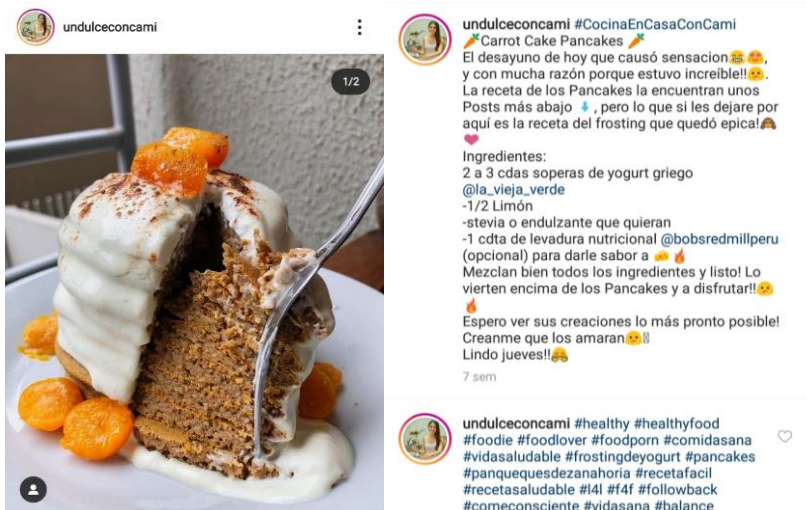 undulceconcami
1/2
undulceconcami #CocinaEnCasaConCami
🥕Carrot Cake Pancakes 🥕
El desayuno de hoy que causó sensacion😂😍,
y con mucha razón porque estuvo increíble!!🤫.
La receta de los Pancakes la encuentran unos
Posts más abajo ⬇, pero lo que si les dejare por
aquí es la receta del frosting que quedó epica!🙈
❤
Ingredientes:
2 a 3 cdas soperas de yogurt griego
@la_vieja_verde
-1/2 Limón
-stevia o endulzante que quieran
-1 cdta de levadura nutricional @bobsredmillperu
(opcional) para darle sabor a 🧀🔥
Mezclan bien todos los ingredientes y listo! Lo
vierten encima de los Pancakes y a disfrutar!!🤫
🔥
Espero ver sus creaciones lo más pronto posible!
Creanme que los amaran🤫
Lindo jueves!!🤗
7 sem
undulceconcami #healthy #healthyfood
#foodie #foodlover #foodporn #comidasana
#vidasaludable #frostingdeyogurt #pancakes
#panquequesdezanahoria #recetafacil
#recetasaludable #l4l #f4f #followback
#comeconsciente #vidasana #balance